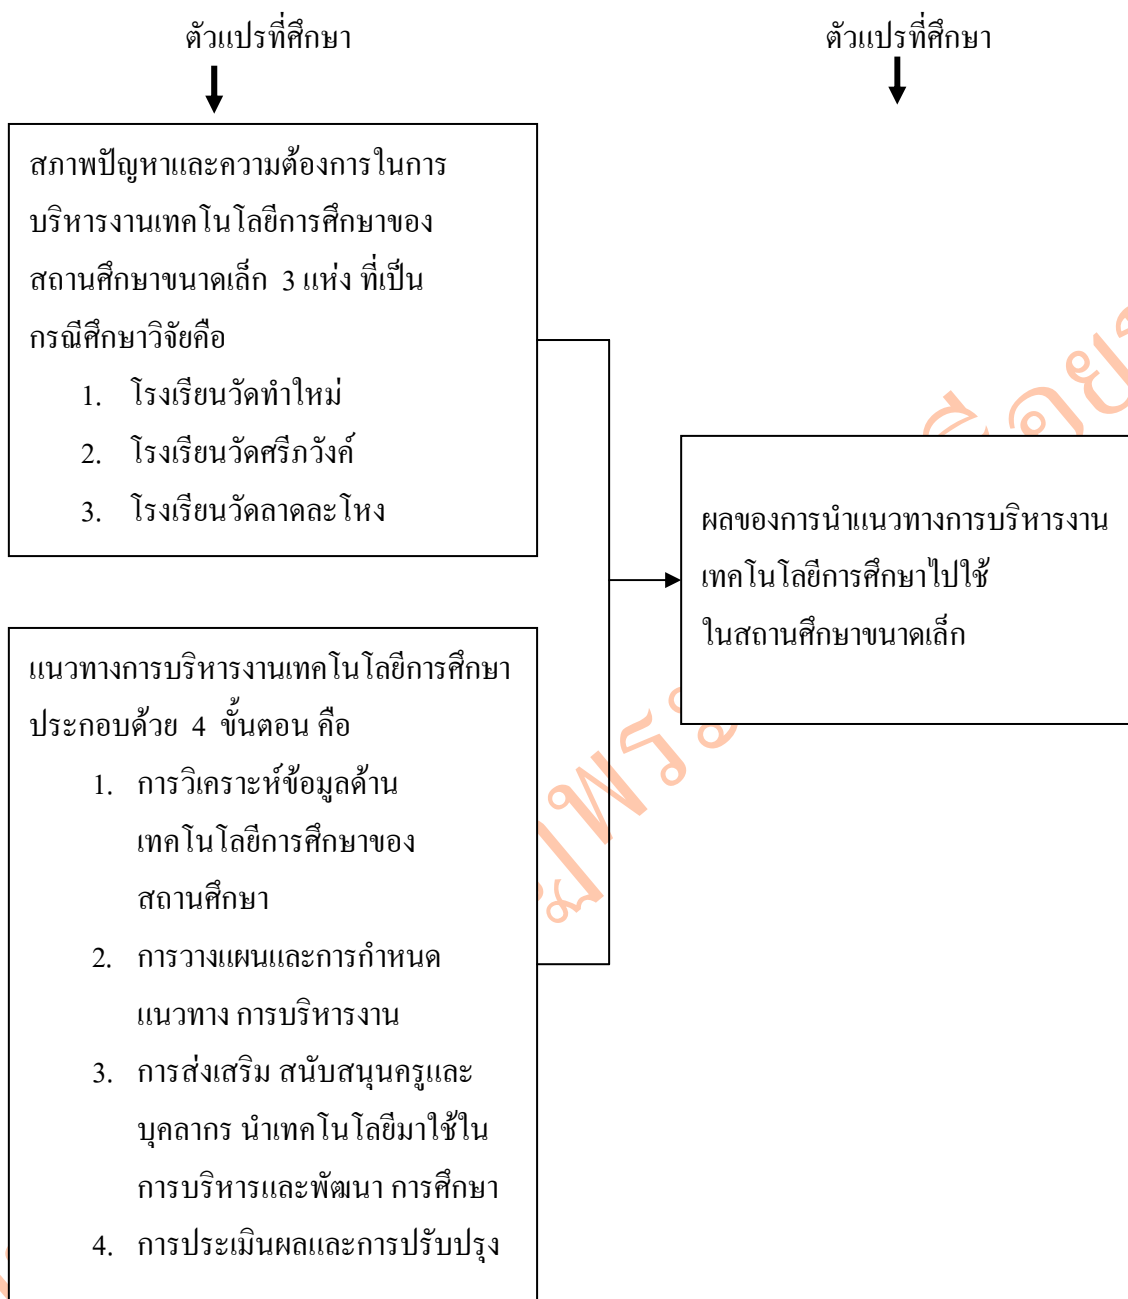 ตัวแปรที่ศึกษา
ตัวแปรที่ศึกษา
สภาพปัญหาและความต้องการในการ
บริหารงานเทคโนโลยีการศึกษาของ
สถานศึกษาขนาดเล็ก 3 แห่ง ที่เป็น
กรณีศึกษาวิจัยคือ
1. โรงเรียนวัดทำใหม่
2. โรงเรียนวัดศรีภวังค์
3. โรงเรียนวัดลาดละโหง
แนวทางการบริหารงานเทคโนโลยีการศึกษา
ประกอบด้วย 4 ขั้นตอน คือ
1. การวิเคราะห์ข้อมูลด้าน
เทคโนโลยีการศึกษาของ
สถานศึกษา
2. การวางแผนและการกำหนด
แนวทาง การบริหารงาน
3. การส่งเสริม สนับสนุนครูและ
บุคลากร นำเทคโนโลยีมาใช้ใน
การบริหารและพัฒนา การศึกษา
4. การประเมินผลและการปรับปรุง
ผลของการนำแนวทางการบริหารงาน
เทคโนโลยีการศึกษาไปใช้
ในสถานศึกษาขนาดเล็ก